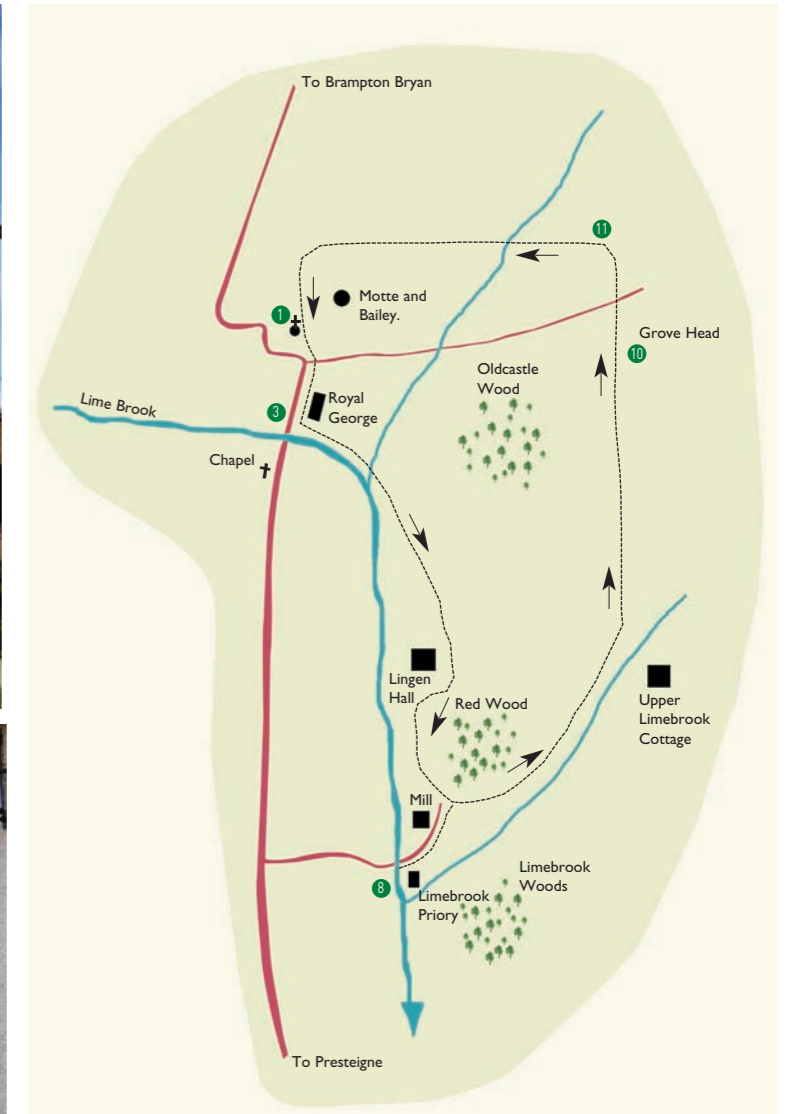 To Brampton Bryan
11
Motte and
Bailey.
1
Grove Head
10
Oldcastle
Wood
Royal
George
3
Lime Brook
Chapel
Lingen
Hall
Red Wood
Upper
Limebrook
Cottage
Mill
8
Limebrook
Priory
Limebrook
Woods
To Presteigne